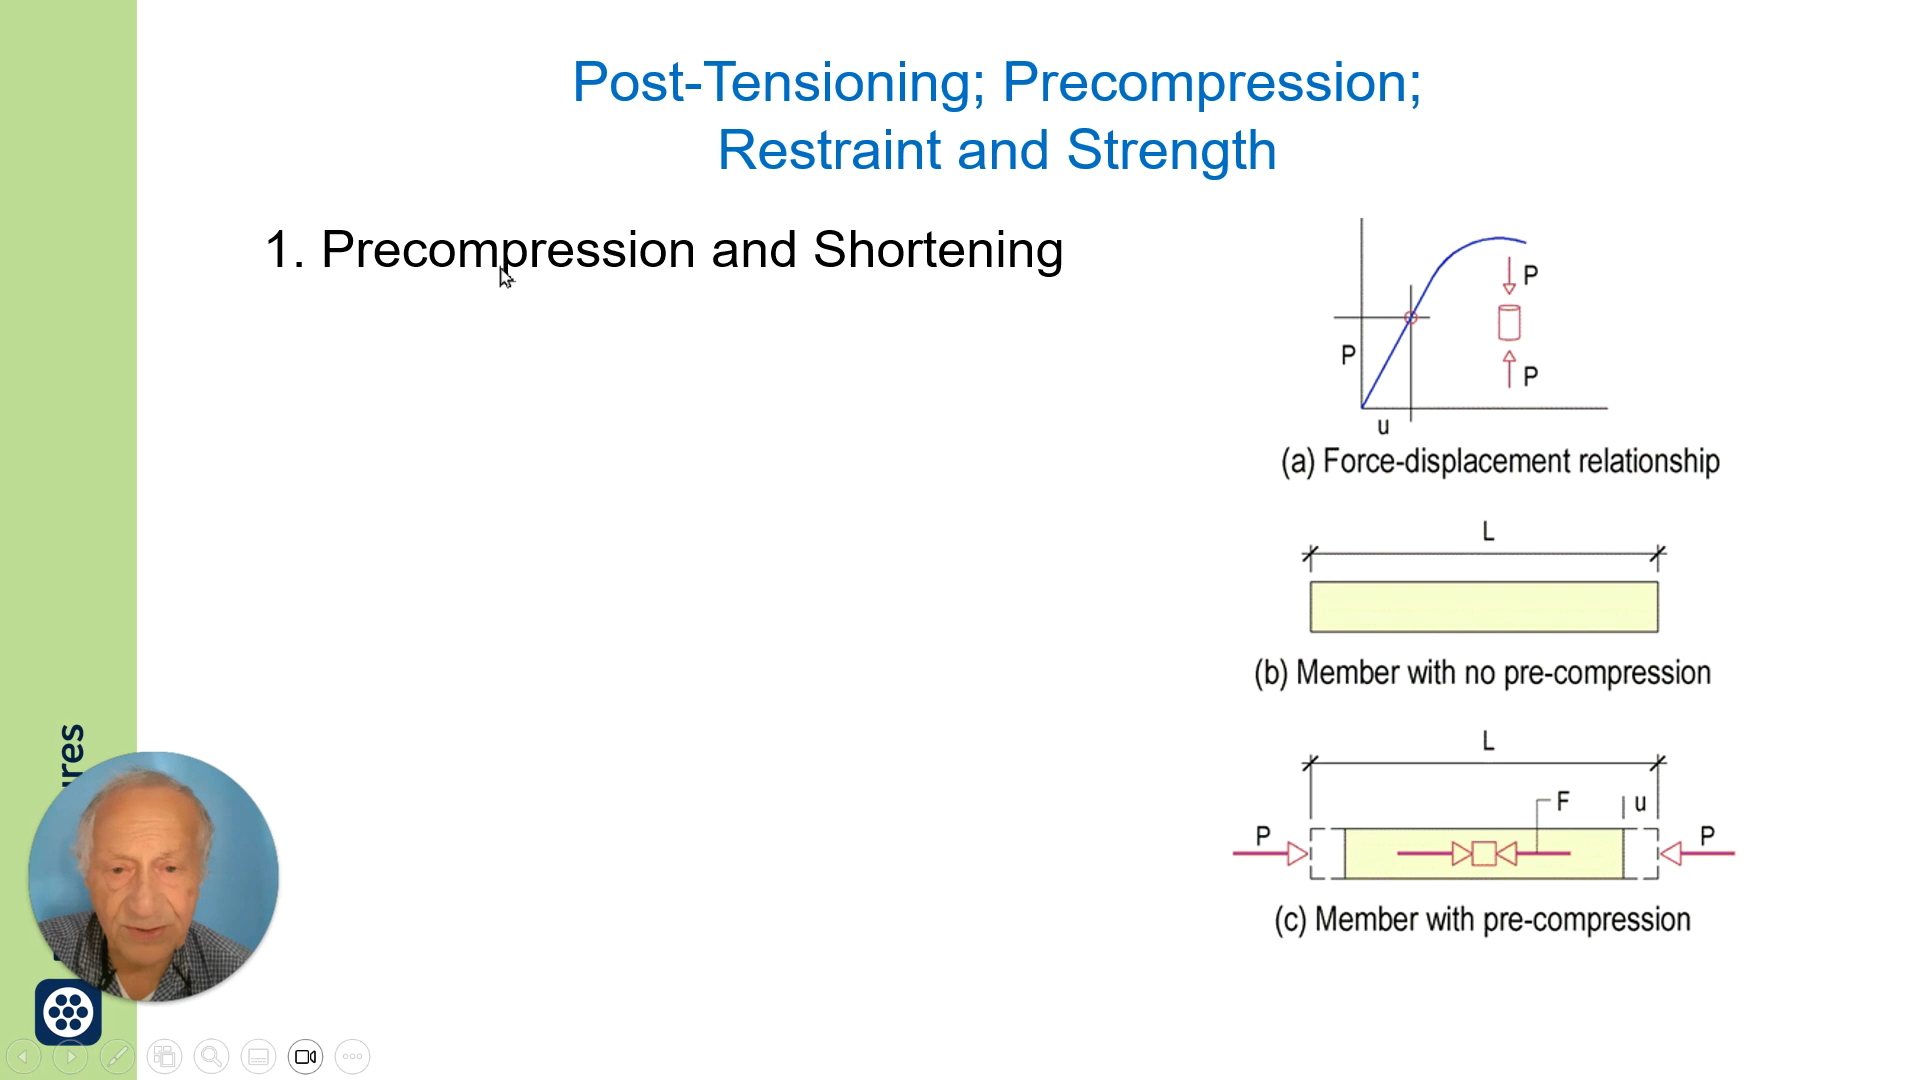 Post-Tensioning; Precompression;
Restraint and Strength
1. Precompression and Shortening
P
P
P
u
(a) Force-displacement relationship
L
(b) Member with no pre-compression
L
F
u
P
P
(c) Member with pre-compression